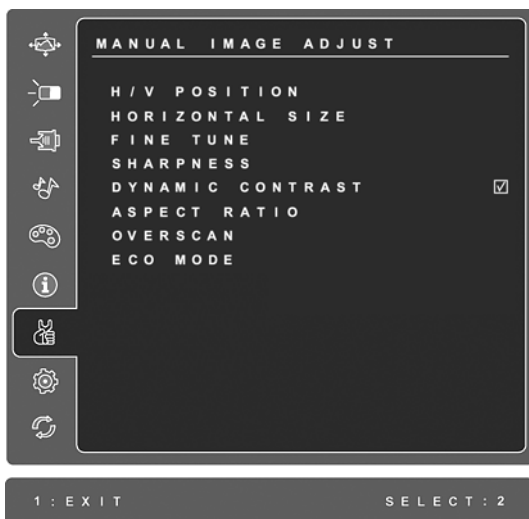 MANUAL IMAGE ADJUST
H/V POSITION
HORIZONTAL SIZE
FINE TUNE
SHARPNESS
DYNAMIC CONTRAST
ASPECT RATIO
OVERSCAN
ECO MODE
1:EXIT SELECT:2